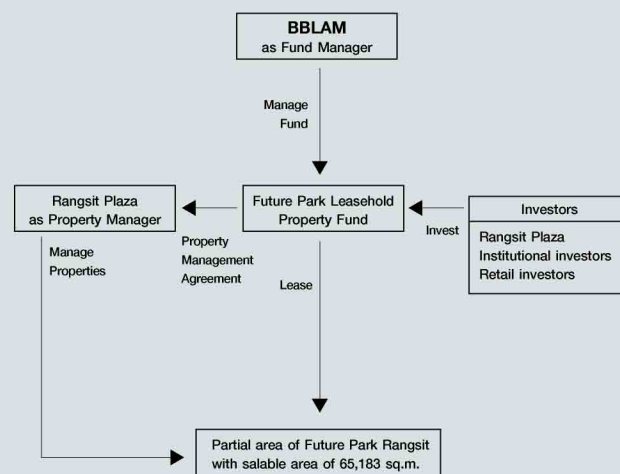 BBLAM
as Fund Manager
Manage
Fund
Rangsit Plaza
as Property Manager
Future Park Leasehold
Property Fund
Investors
Rangsit Plaza
Institutional investors
Retail investors
Invest
Property
Management
Agreement
Manage
Properties
Lease
Partial area of Future Park Rangsit
with salable area of 65,183 sq.m.